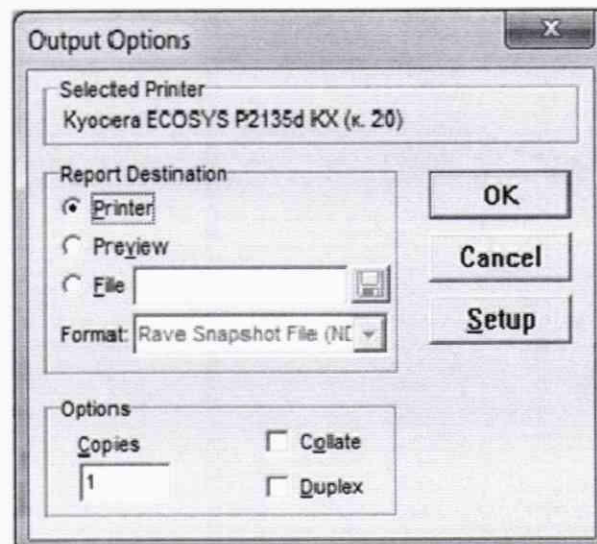 Output Options
x
Selected Printer
Kyocera ECOSYS P2135d KX (к. 20)
Report Destination
Printer
Preview
File
Format: Rave Snapshot File (ND
OK
Cancel
Setup
Options
Copies
1
Collate
Duplex